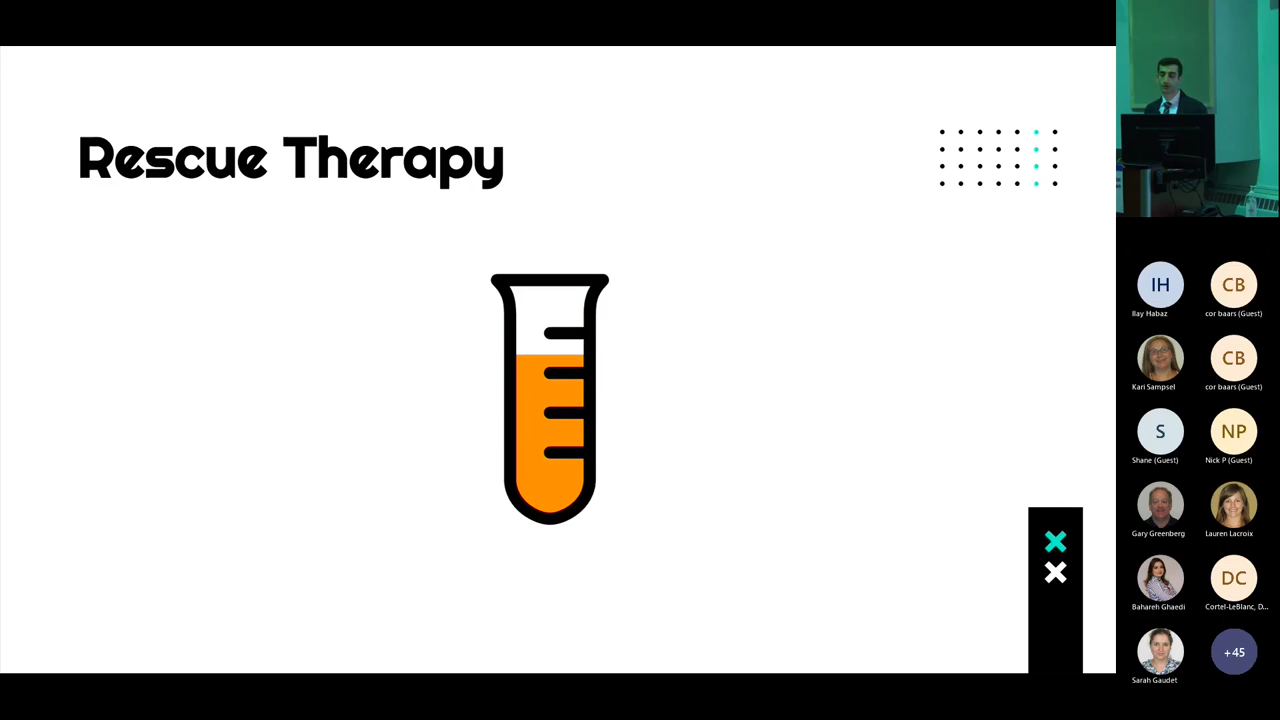 Rescue Therapy
IH
CB
Ilay Habaz
cor baars (Guest)
CB
Kari Sampsel
cor baars (Guest)
S
NP
Shane (Guest)
Nick P (Guest)
Gary Greenberg
Lauren Lacroix
DC
Bahareh Ghaedi
Cortel-LeBlanc, D...
+45
Sarah Gaudet